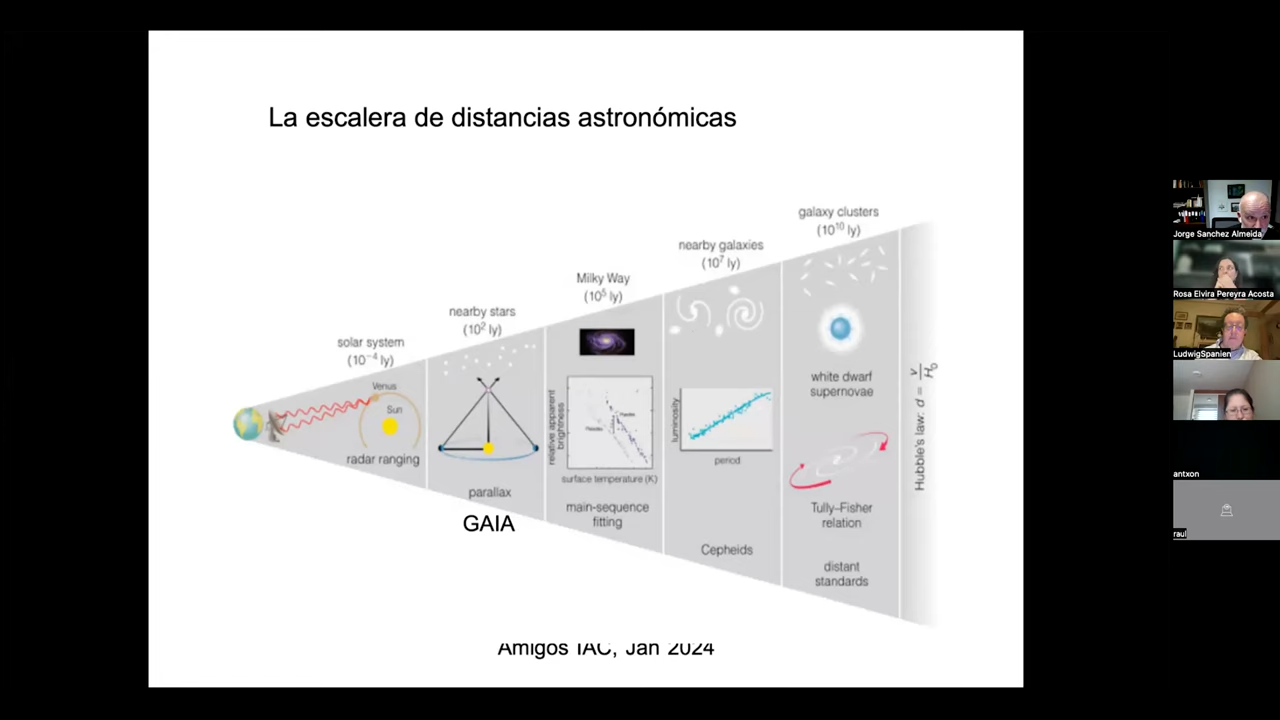 La escalera de distancias astronómicas
galaxy clusters
(10¹⁰ ly)
nearby galaxies
(10⁷ ly)
Milky Way
(10⁵ ly)
nearby stars
(10² ly)
solar system
(10⁻⁴ ly)
Venus
Sun
radar ranging
parallax
GAIA
relative apparent
brightness
Pleiades
surface temperature (K)
main-sequence
fitting
luminosity
period
Cepheids
white dwarf
supernovae
Tully–Fisher
relation
distant
standards
Hubble's law: d = v/H₀
Amigos IAC, Jan 2024
Jorge Sanchez Almeida
Rosa Elvira Pereyra Acosta
LudwigSpanien
antxon
raul